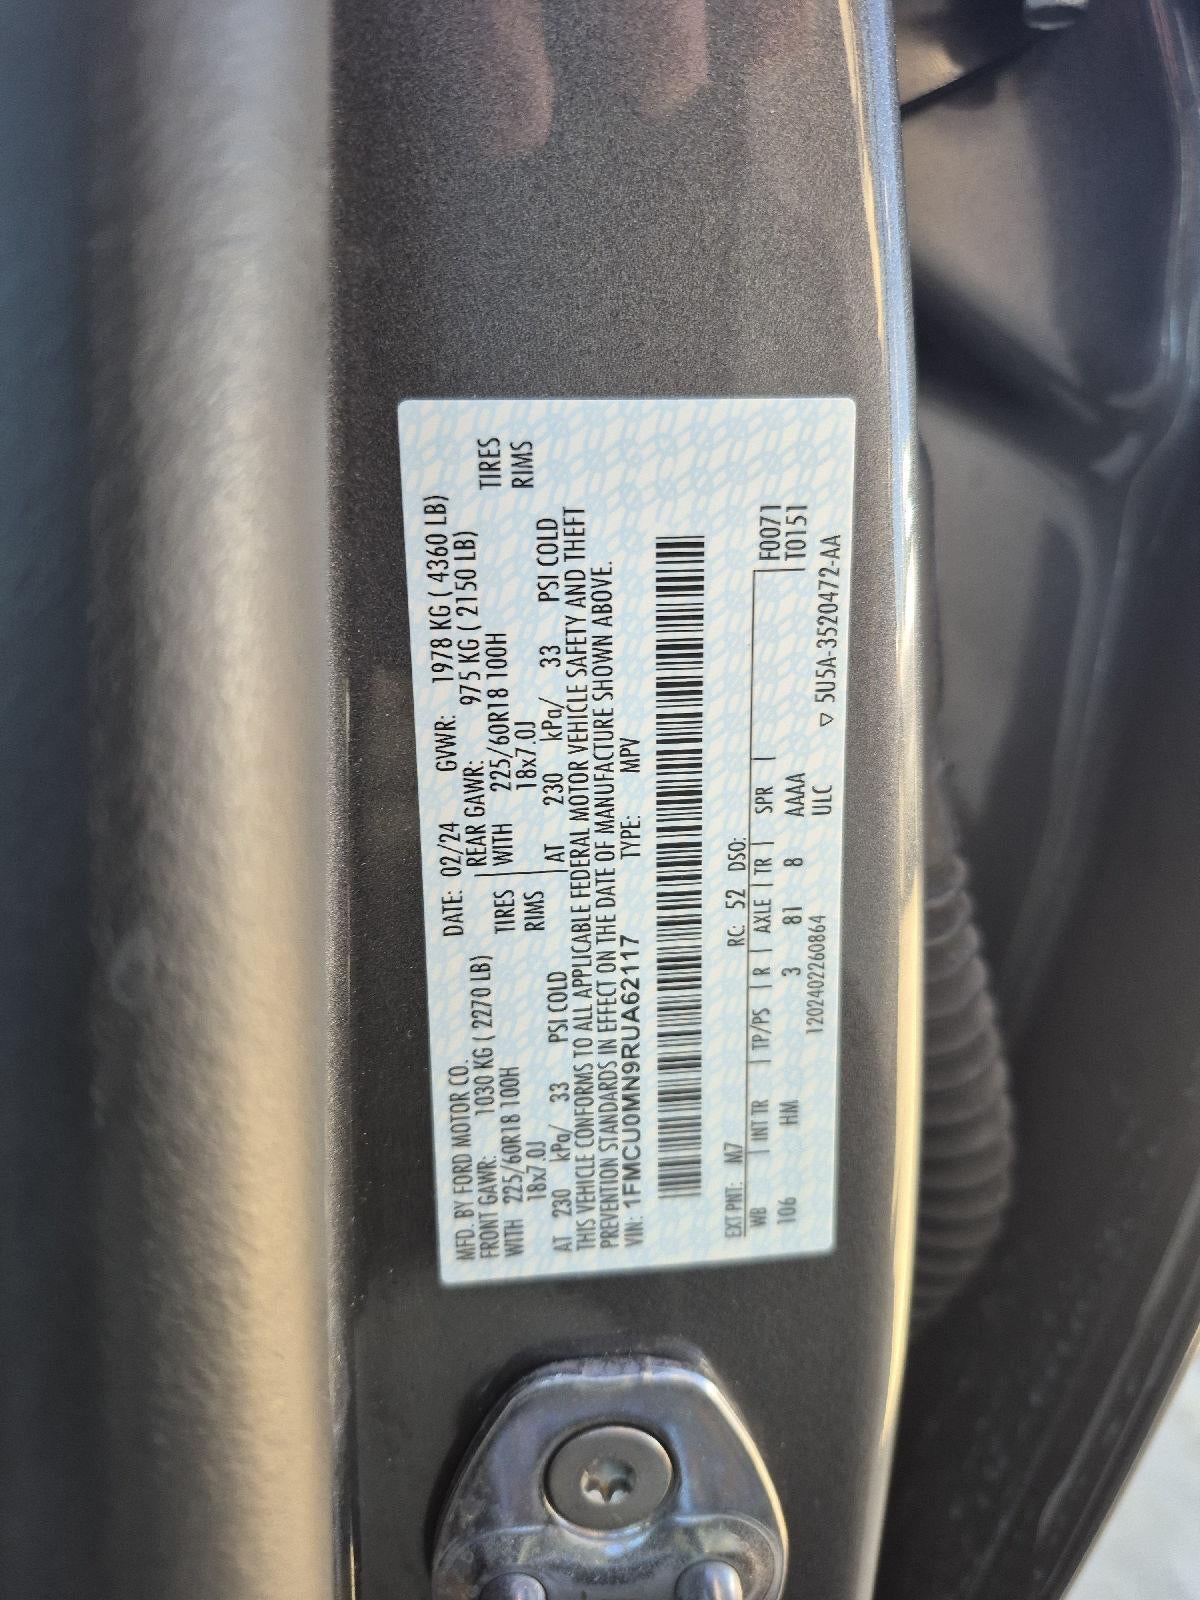 MFD. BY FORD MOTOR CO. DATE: 02/24 GVWR: 1978 KG ( 4360 LB)
FRONT GAWR: 1030 KG ( 2270 LB) REAR GAWR: 975 KG ( 2150 LB)
WITH 225/60R18 100H TIRES WITH 225/60R18 100H TIRES
18x7.0J RIMS 18x7.0J RIMS
AT 230 kPa/ 33 PSI COLD AT 230 kPa/ 33 PSI COLD
THIS VEHICLE CONFORMS TO ALL APPLICABLE FEDERAL MOTOR VEHICLE SAFETY AND THEFT
PREVENTION STANDARDS IN EFFECT ON THE DATE OF MANUFACTURE SHOWN ABOVE.
VIN: 1FMCU0MN9RUA62117 TYPE: MPV
EXT PNT: M7 RC: 52 DSO:
WB INT TR TP/PS R AXLE TR SPR F0071
106 HM 3 81 8 AAAA T0151
1202402260864 ULC ▽ 5U5A-3520472-AA